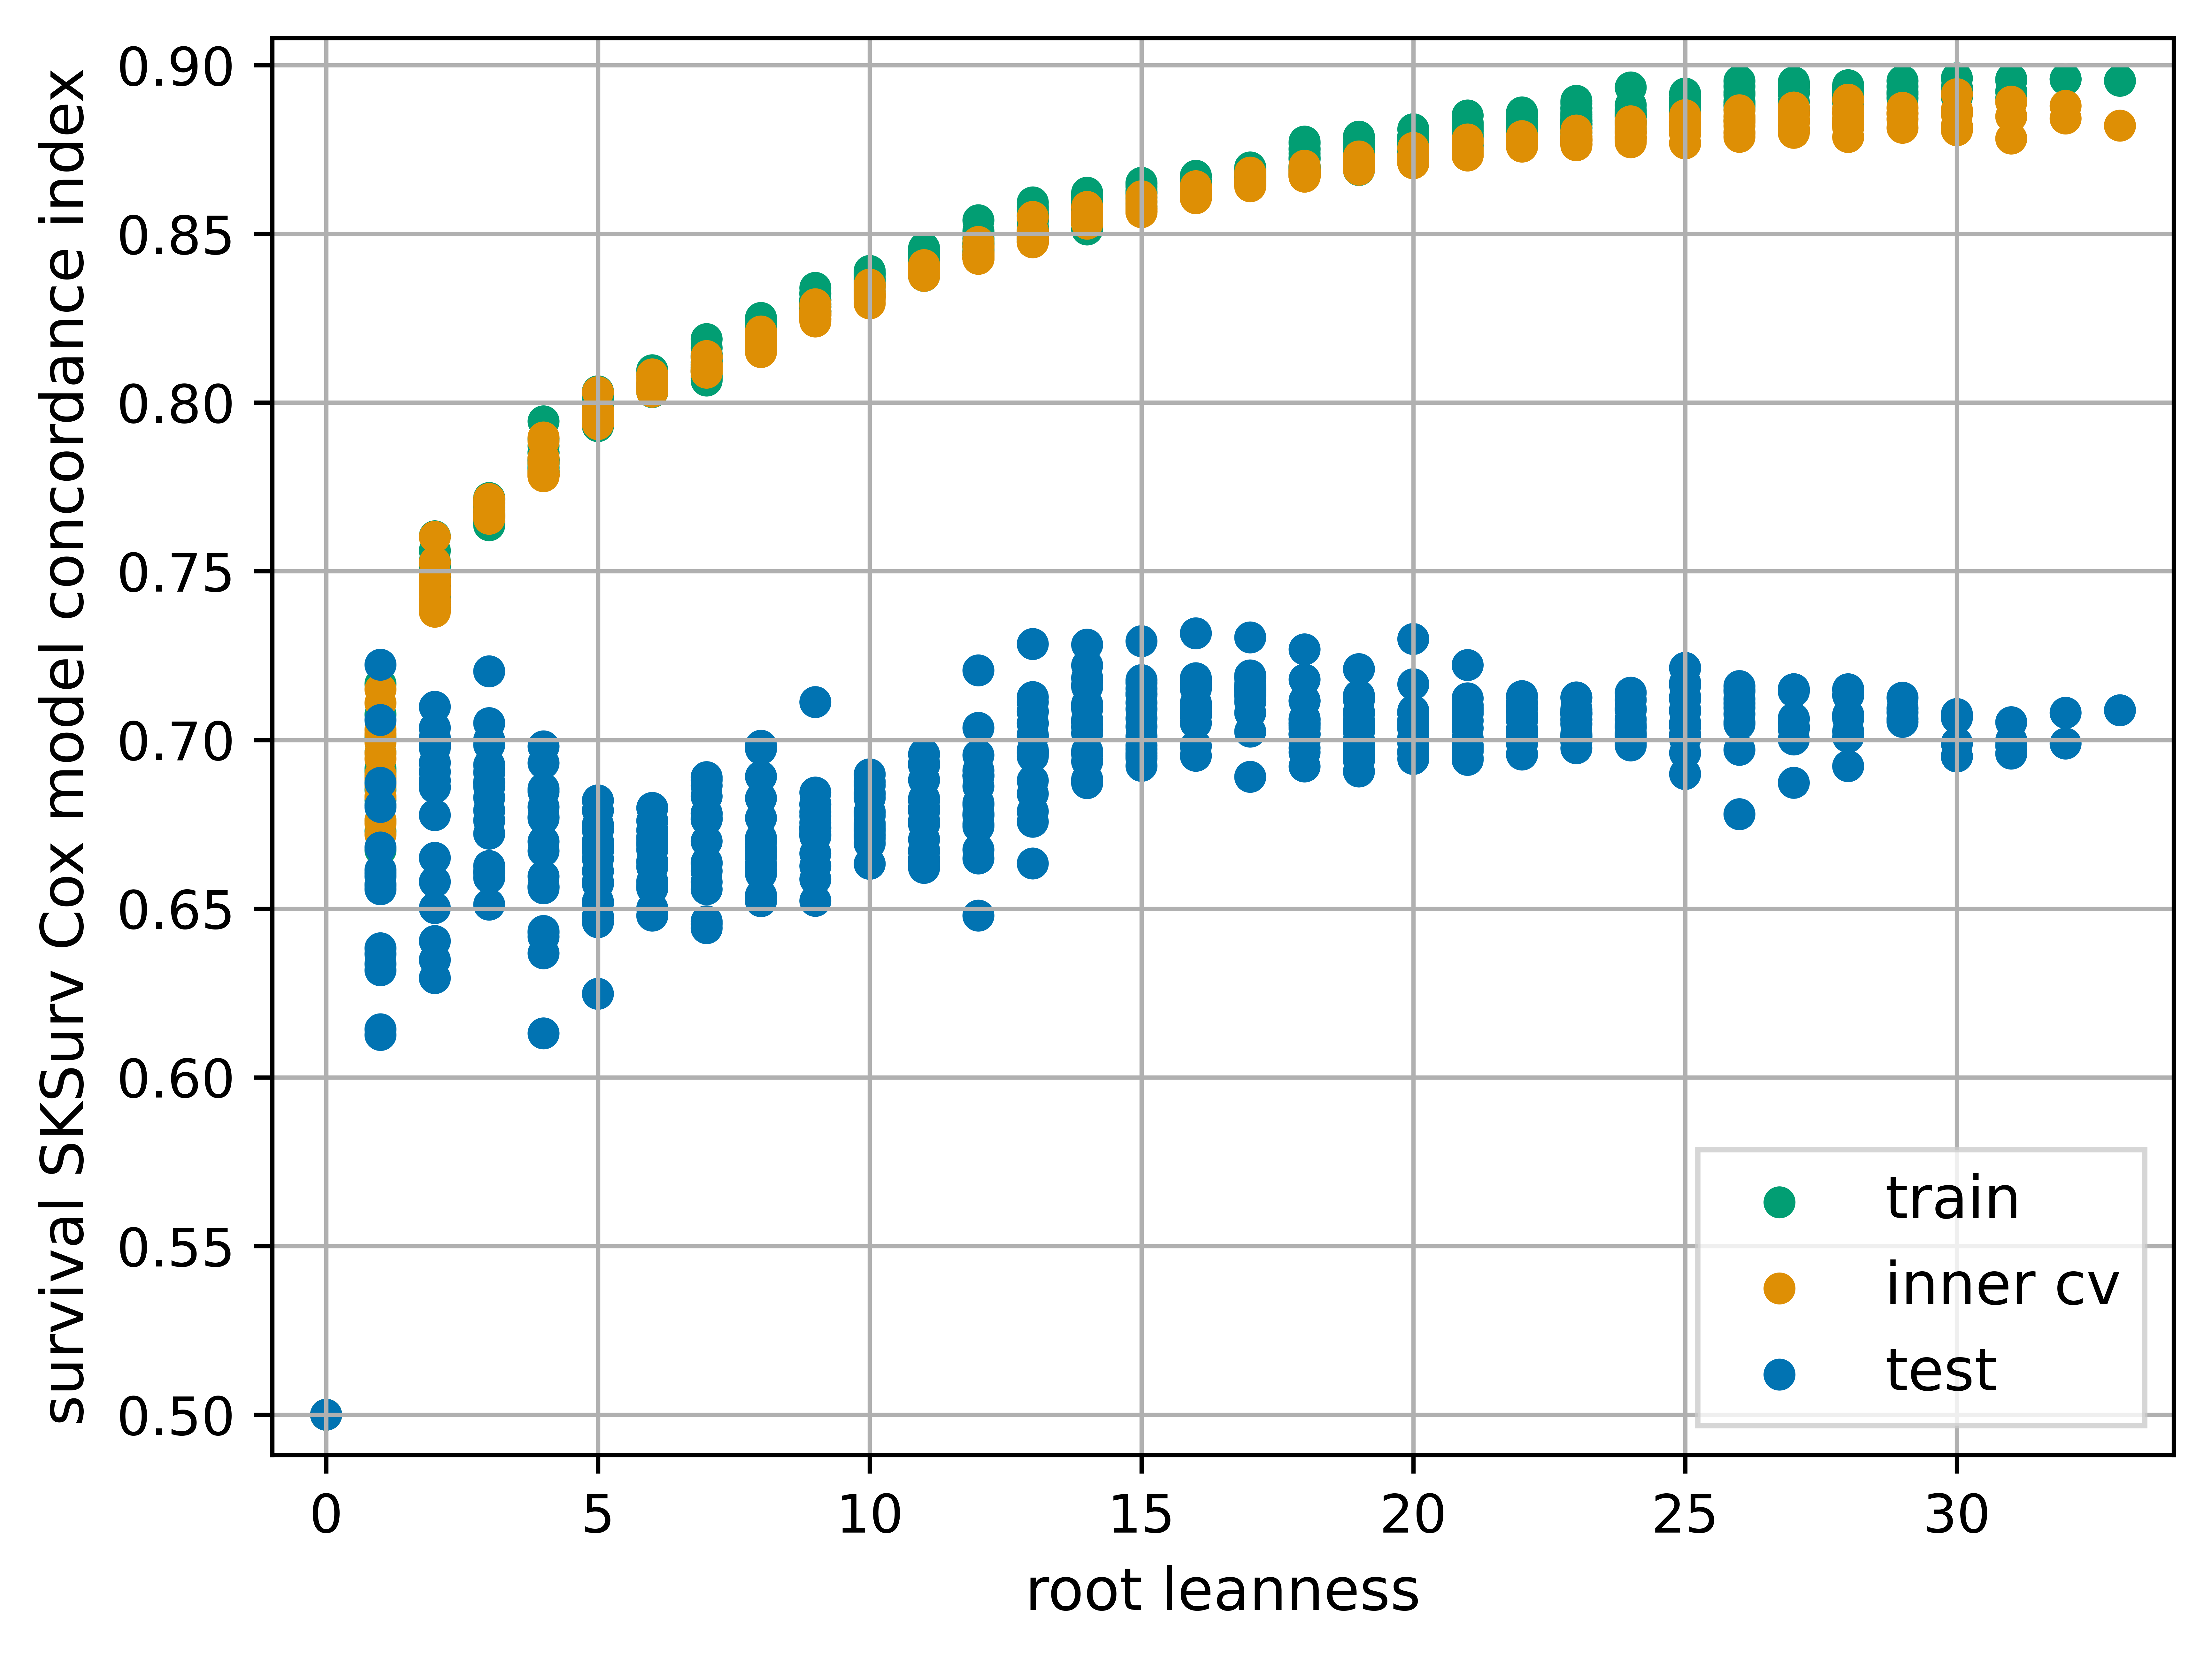 survival SKSurv Cox model concordance index
0.90
0.85
0.80
0.75
0.70
0.65
0.60
0.55
0.50
0 5 10 15 20 25 30
root leanness
train
inner cv
test